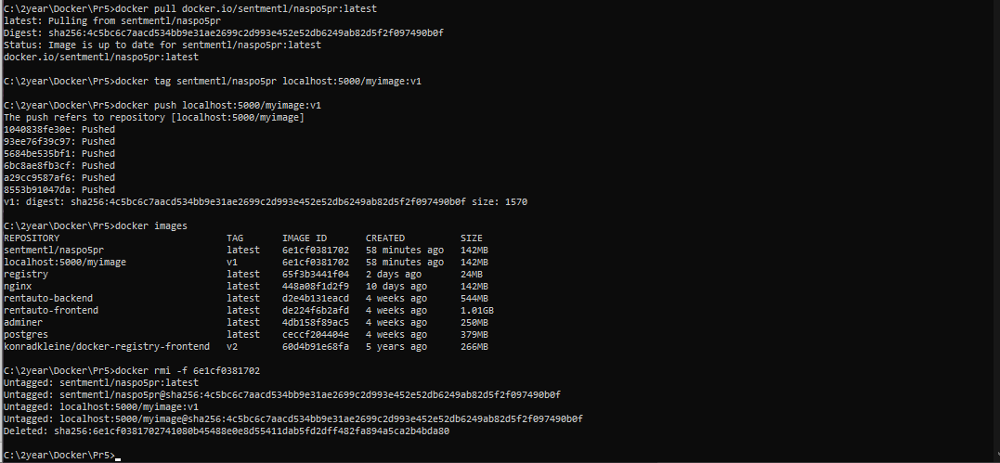 C:\2year\Docker\Pr5>docker pull docker.io/sentmentl/naspo5pr:latest
latest: Pulling from sentmentl/naspo5pr
Digest: sha256:4c5bc6c7aacd534bb9e31ae2699c2d993e452e52db6249ab82d5f2f097490b0f
Status: Image is up to date for sentmentl/naspo5pr:latest
docker.io/sentmentl/naspo5pr:latest
C:\2year\Docker\Pr5>docker tag sentmentl/naspo5pr localhost:5000/myimage:v1
C:\2year\Docker\Pr5>docker push localhost:5000/myimage:v1
The push refers to repository [localhost:5000/myimage]
1040838fe30e: Pushed
93ee76f39c97: Pushed
5684be535bf1: Pushed
6bc8ae8fb3cf: Pushed
a29cc9587af6: Pushed
8553b91047da: Pushed
v1: digest: sha256:4c5bc6c7aacd534bb9e31ae2699c2d993e452e52db6249ab82d5f2f097490b0f size: 1570
C:\2year\Docker\Pr5>docker images
REPOSITORY TAG IMAGE ID CREATED SIZE
sentmentl/naspo5pr latest 6e1cf0381702 58 minutes ago 142MB
localhost:5000/myimage v1 6e1cf0381702 58 minutes ago 142MB
registry latest 65f3b3441f04 2 days ago 24MB
nginx latest 448a08f1d2f9 10 days ago 142MB
rentauto-backend latest d2e4b131eacd 4 weeks ago 544MB
rentauto-frontend latest de224f6b2afd 4 weeks ago 1.01GB
adminer latest 4db158f89ac5 4 weeks ago 250MB
postgres latest ceccf204404e 4 weeks ago 379MB
konradkleine/docker-registry-frontend v2 60d4b91e68fa 5 years ago 266MB
C:\2year\Docker\Pr5>docker rmi -f 6e1cf0381702
Untagged: sentmentl/naspo5pr:latest
Untagged: sentmentl/naspo5pr@sha256:4c5bc6c7aacd534bb9e31ae2699c2d993e452e52db6249ab82d5f2f097490b0f
Untagged: localhost:5000/myimage:v1
Untagged: localhost:5000/myimage@sha256:4c5bc6c7aacd534bb9e31ae2699c2d993e452e52db6249ab82d5f2f097490b0f
Deleted: sha256:6e1cf0381702741080b45488e0e8d55411dab5fd2dff482fa894a5ca2b4bda80
C:\2year\Docker\Pr5>